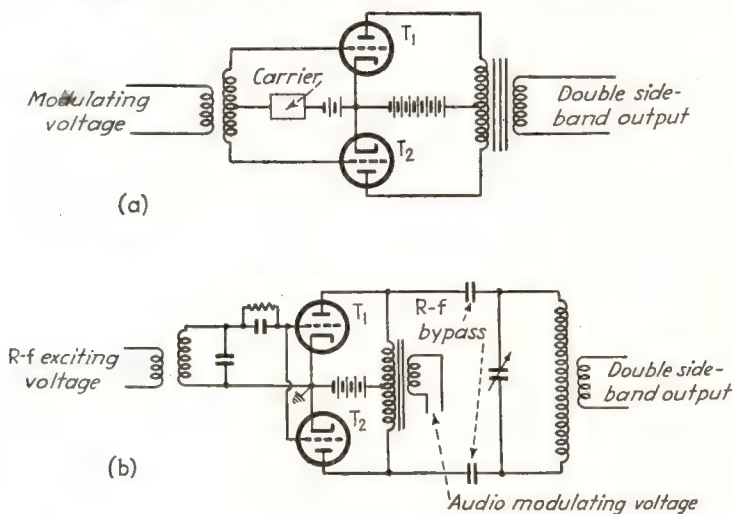 T₁
Carrier
Modulating
voltage
Double side-
band output
T₂
(a)
T₁
R-f
bypass
R-f exciting
voltage
Double side-
band output
T₂
(b)
Audio modulating voltage